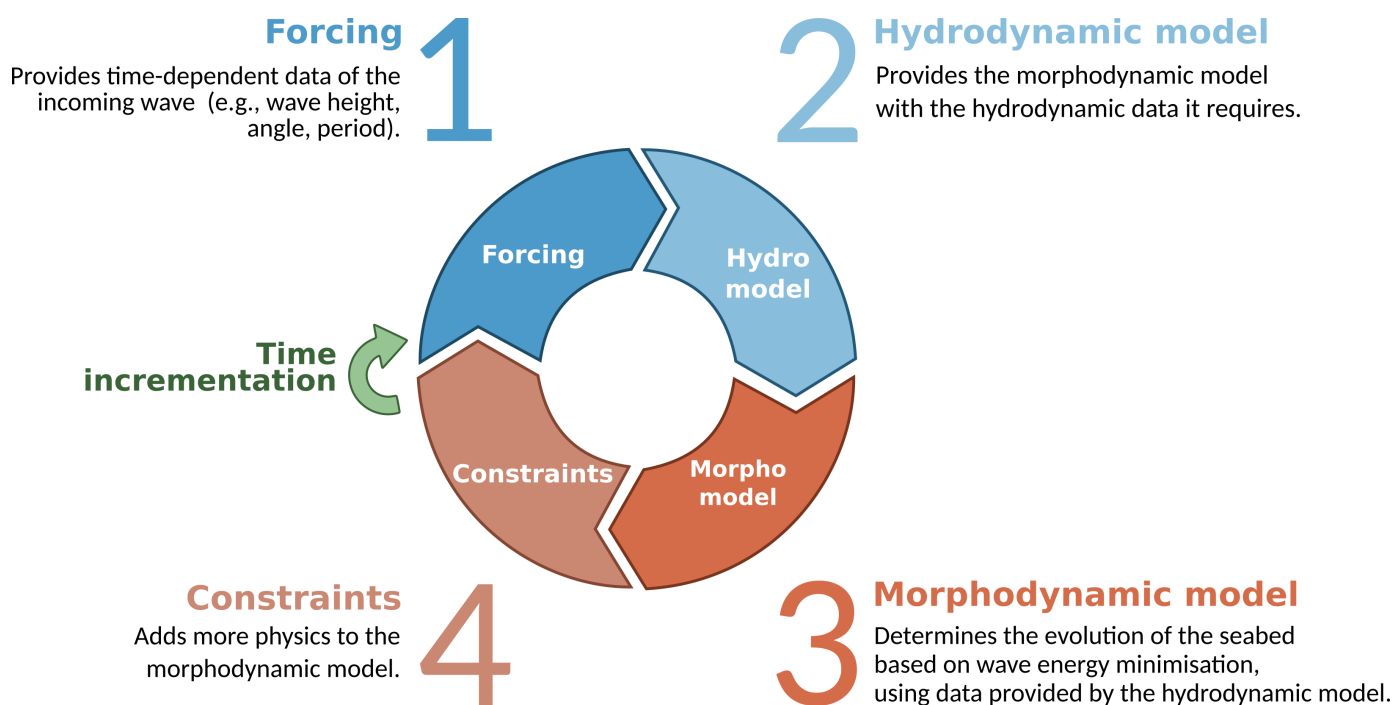 Forcing
1
Provides time-dependent data of the
incoming wave (e.g., wave height,
angle, period).
2
Hydrodynamic model
Provides the morphodynamic model
with the hydrodynamic data it requires.
Forcing
Hydro
model
Time
incrementation
Constraints
Morpho
model
Constraints
4
Adds more physics to the
morphodynamic model.
3
Morphodynamic model
Determines the evolution of the seabed
based on wave energy minimisation,
using data provided by the hydrodynamic model.